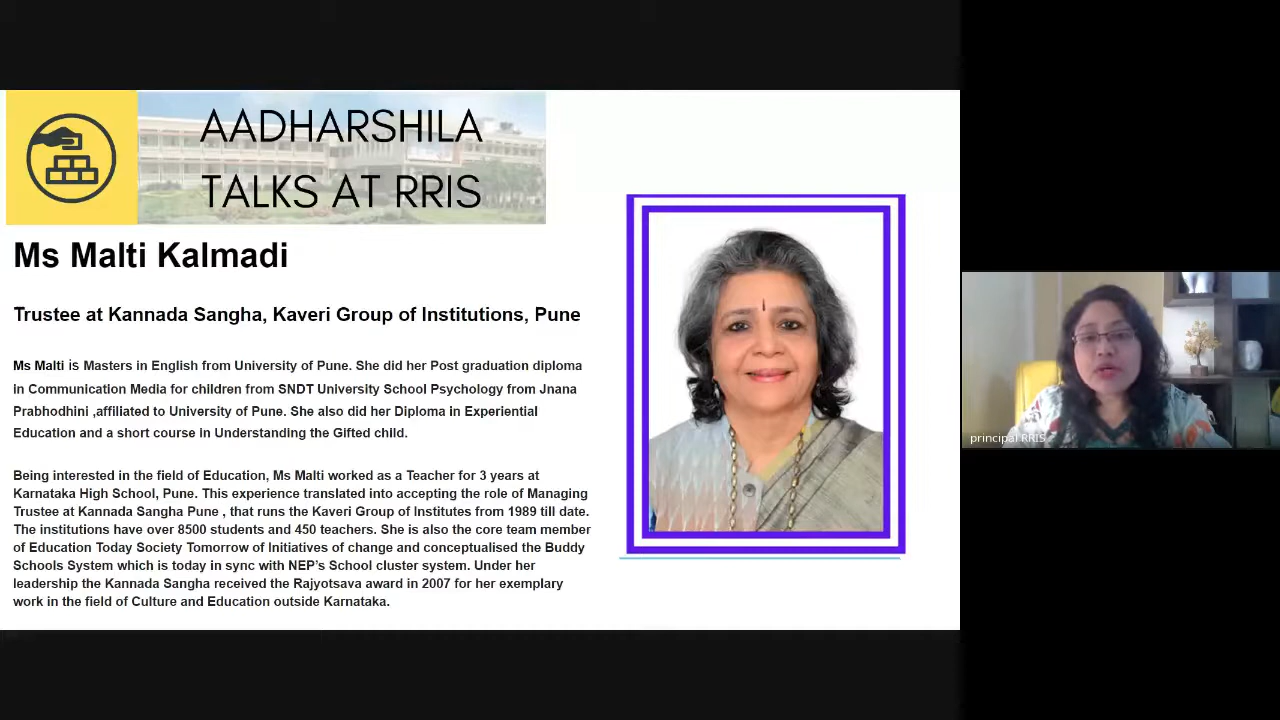 AADHARSHILA
TALKS AT RRIS
Ms Malti Kalmadi
Trustee at Kannada Sangha, Kaveri Group of Institutions, Pune
Ms Malti is Masters in English from University of Pune. She did her Post graduation diploma
in Communication Media for children from SNDT University School Psychology from Jnana
Prabhodhini ,affiliated to University of Pune. She also did her Diploma in Experiential
Education and a short course in Understanding the Gifted child.
Being interested in the field of Education, Ms Malti worked as a Teacher for 3 years at
Karnataka High School, Pune. This experience translated into accepting the role of Managing
Trustee at Kannada Sangha Pune , that runs the Kaveri Group of Institutes from 1989 till date.
The institutions have over 8500 students and 450 teachers. She is also the core team member
of Education Today Society Tomorrow of Initiatives of change and conceptualised the Buddy
Schools System which is today in sync with NEP's School cluster system. Under her
leadership the Kannada Sangha received the Rajyotsava award in 2007 for her exemplary
work in the field of Culture and Education outside Karnataka.
principal RRIS